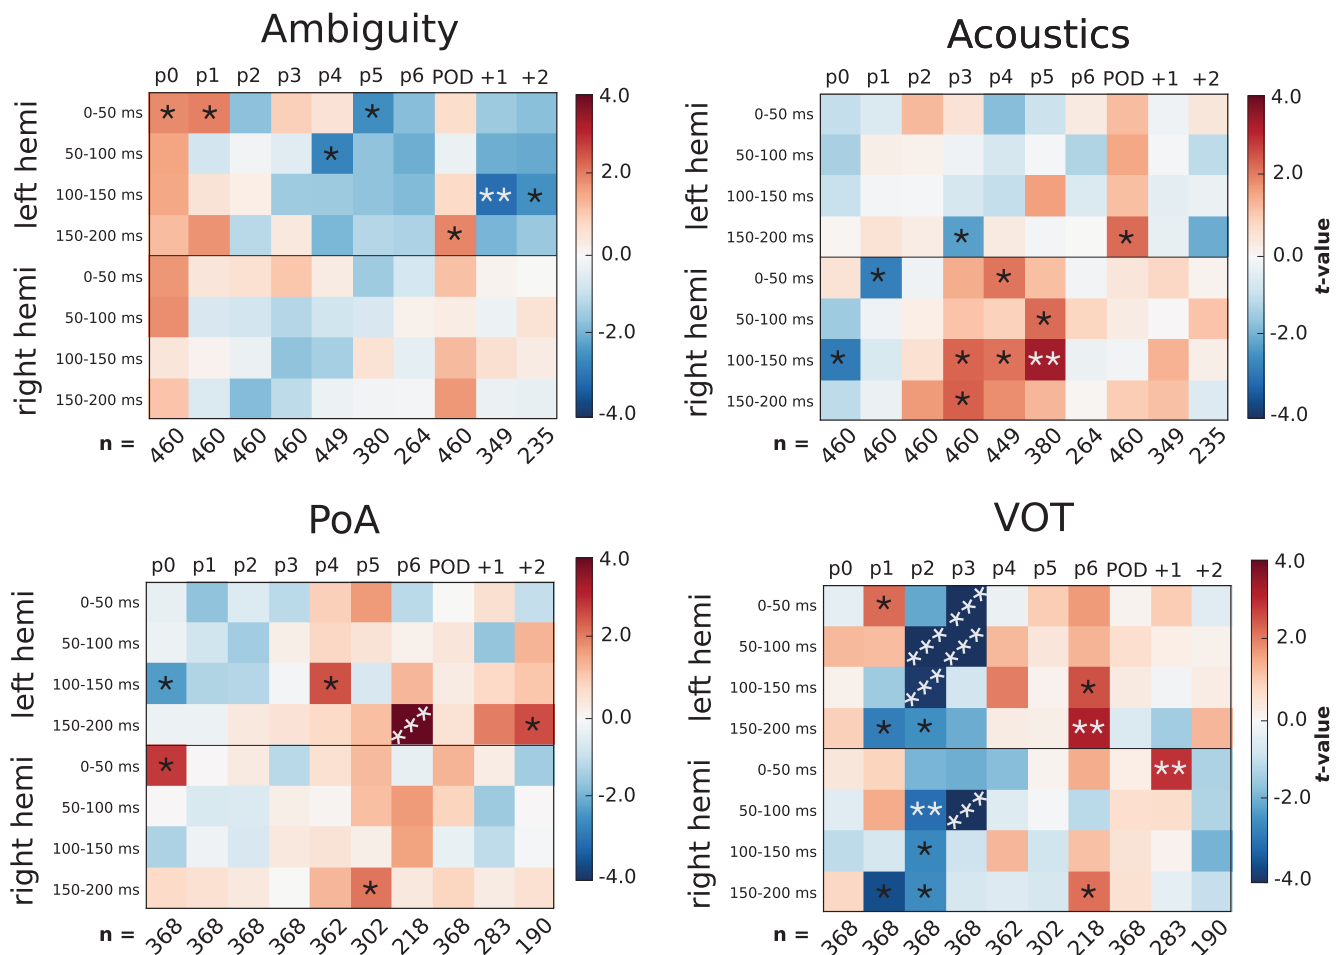 Ambiguity
p0 p1 p2 p3 p4 p5 p6 POD +1 +2
left hemi
0-50 ms * * *
50-100 ms *
100-150 ms ** *
150-200 ms *
right hemi
0-50 ms
50-100 ms
100-150 ms
150-200 ms
n = 460 460 460 460 449 380 264 460 349 235
4.0
2.0
0.0
-2.0
-4.0
Acoustics
p0 p1 p2 p3 p4 p5 p6 POD +1 +2
left hemi
0-50 ms
50-100 ms
100-150 ms
150-200 ms * *
right hemi
0-50 ms * *
50-100 ms *
100-150 ms * * * **
150-200 ms *
n = 460 460 460 460 449 380 264 460 349 235
4.0
2.0
0.0
-2.0
-4.0
t-value
PoA
p0 p1 p2 p3 p4 p5 p6 POD +1 +2
left hemi
0-50 ms
50-100 ms
100-150 ms * *
150-200 ms *** *
right hemi
0-50 ms *
50-100 ms
100-150 ms
150-200 ms *
n = 368 368 368 368 362 302 218 368 283 190
4.0
2.0
0.0
-2.0
-4.0
VOT
p0 p1 p2 p3 p4 p5 p6 POD +1 +2
left hemi
0-50 ms * ***
50-100 ms *** ***
100-150 ms *** *
150-200 ms * * **
right hemi
0-50 ms **
50-100 ms ** ***
100-150 ms *
150-200 ms * * *
n = 368 368 368 368 362 302 218 368 283 190
4.0
2.0
0.0
-2.0
-4.0
t-value